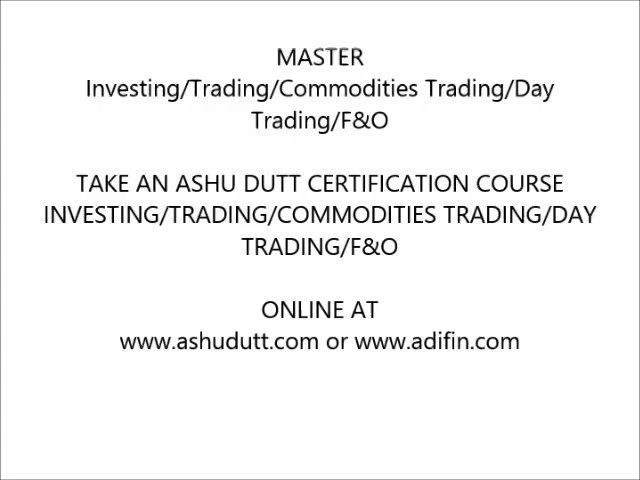 MASTER
Investing/Trading/Commodities Trading/Day
Trading/F&O
TAKE AN ASHU DUTT CERTIFICATION COURSE
INVESTING/TRADING/COMMODITIES TRADING/DAY
TRADING/F&O
ONLINE AT
www.ashudutt.com or www.adifin.com